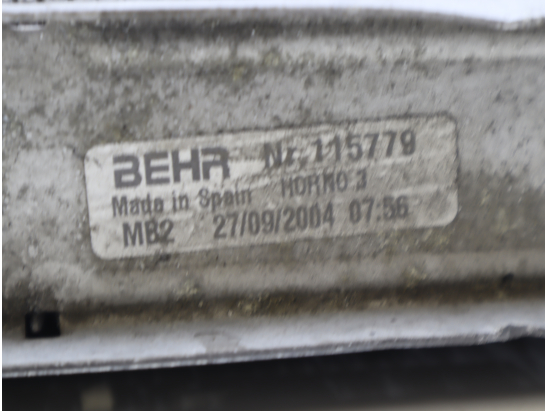 BEHR Nr.115779
Made in Spain HORNO 3
MB2 27/09/2004 07:56